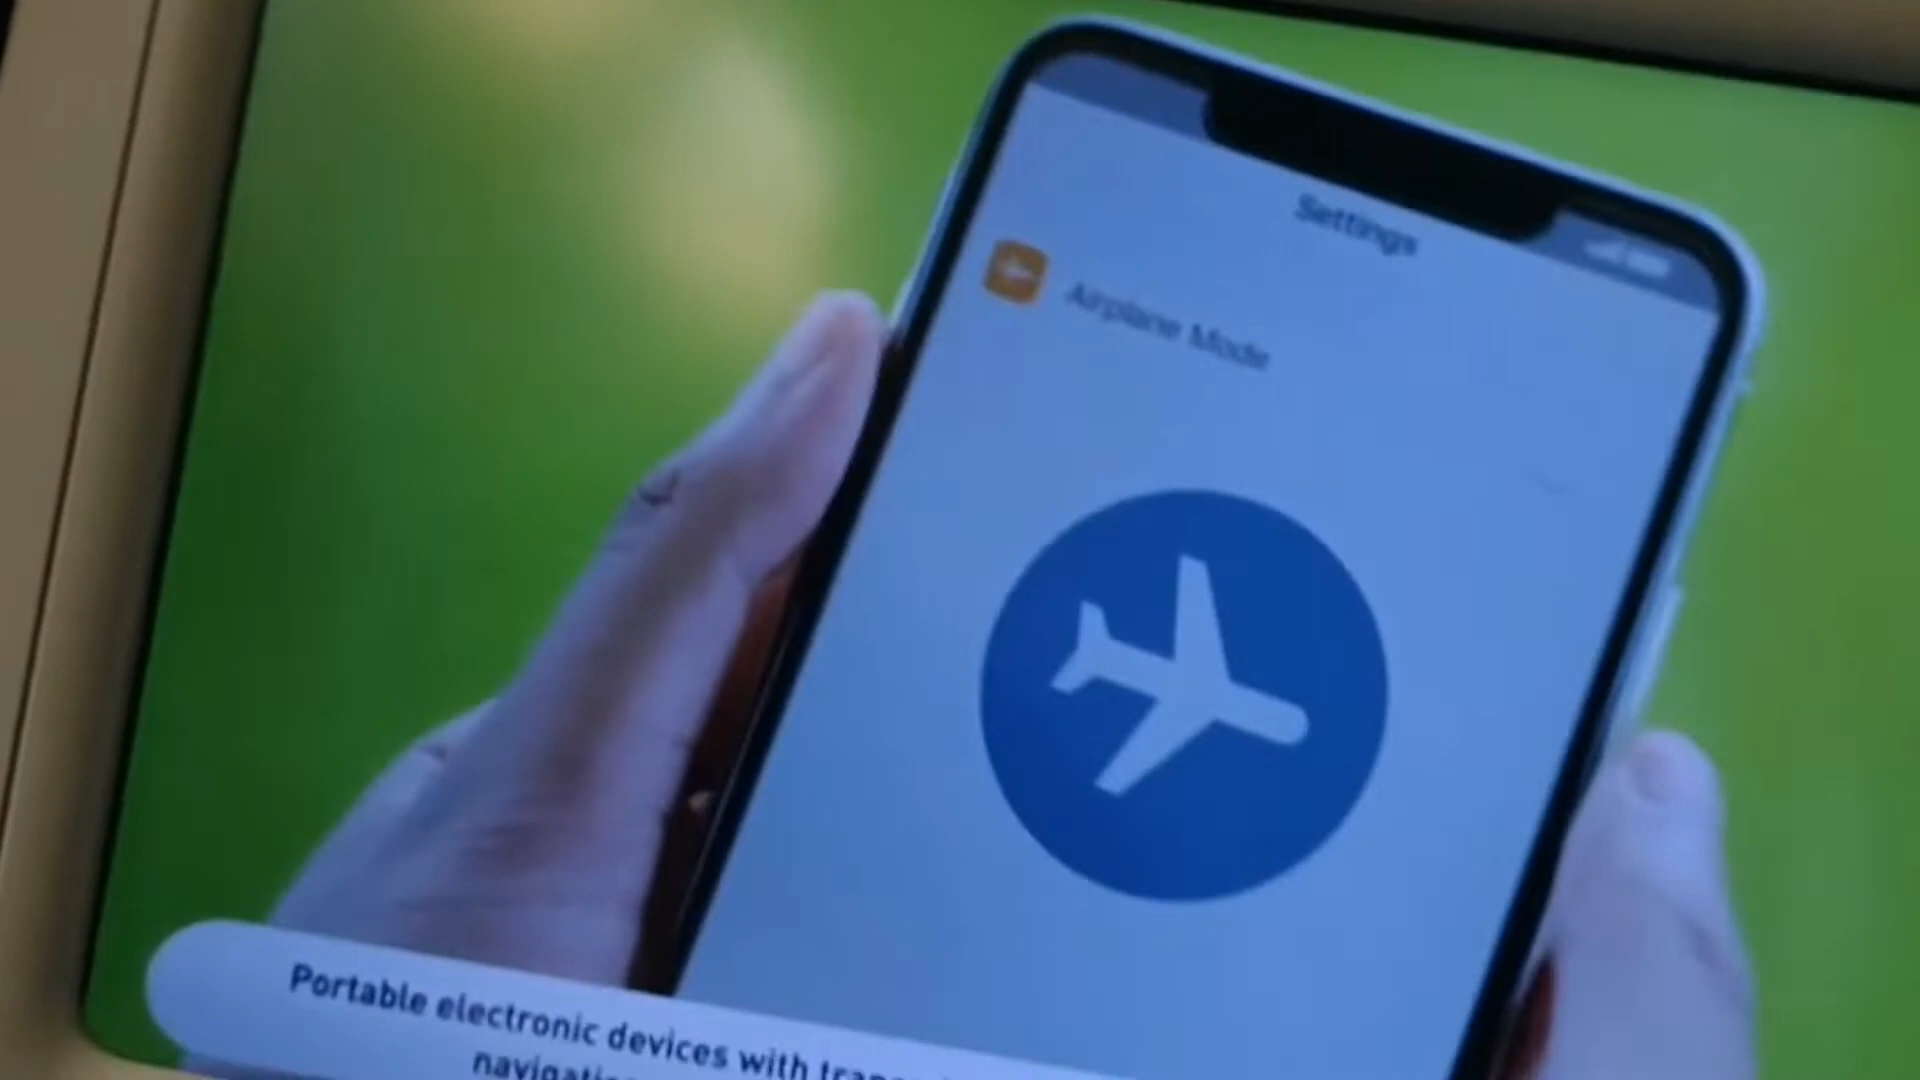 Settings
Airplane Mode
Portable electronic devices with